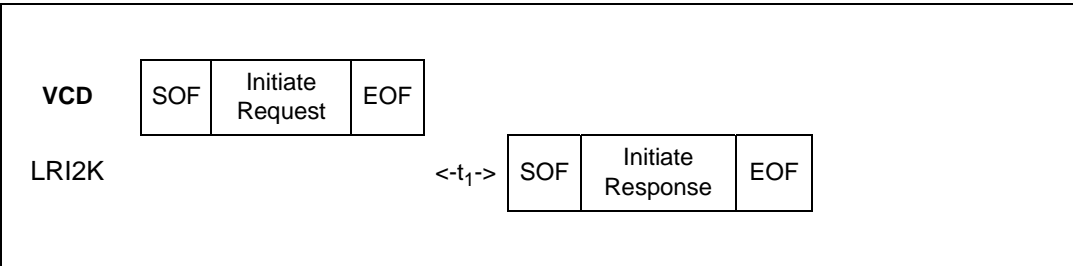 VCD SOF Initiate Request EOF
LRI2K <-t₁-> SOF Initiate Response EOF